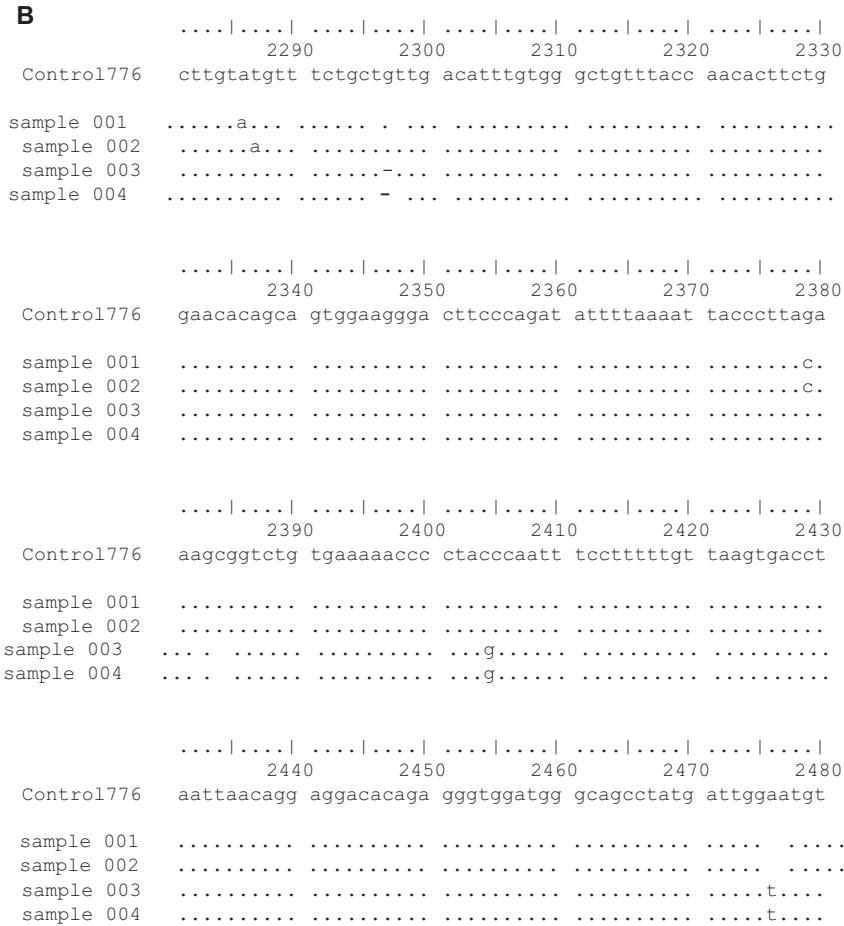 B
....|....| ....|....| ....|....| ....|....| ....|....|
2290 2300 2310 2320 2330
Control776 cttgtatgtt tctgctgttg acatttgtgg gctgtttacc aacacttctg
sample 001 ......a... ...... . ... .......... .......... ..........
sample 002 ......a... .......... .......... .......... ..........
sample 003 .......... ......-... .......... .......... ..........
sample 004 .......... ...... - ... .......... .......... ..........
....|....| ....|....| ....|....| ....|....| ....|....|
2340 2350 2360 2370 2380
Control776 gaacacagca gtggaaggga cttcccagat attttaaaat tacccttaga
sample 001 .......... .......... .......... .......... ........c.
sample 002 .......... .......... .......... .......... ........c.
sample 003 .......... .......... .......... .......... ..........
sample 004 .......... .......... .......... .......... ..........
....|....| ....|....| ....|....| ....|....| ....|....|
2390 2400 2410 2420 2430
Control776 aagcggtctg tgaaaaaccc ctacccaatt tcctttttgt taagtgacct
sample 001 .......... .......... .......... .......... ..........
sample 002 .......... .......... .......... .......... ..........
sample 003 ... . ...... .......... ...g...... .......... ..........
sample 004 ... . ...... .......... ...g...... .......... ..........
....|....| ....|....| ....|....| ....|....| ....|....|
2440 2450 2460 2470 2480
Control776 aattaacagg aggacacaga gggtggatgg gcagcctatg attggaatgt
sample 001 .......... .......... .......... .......... ..... .....
sample 002 .......... .......... .......... .......... ..... .....
sample 003 .......... .......... .......... .......... .....t....
sample 004 .......... .......... .......... .......... .....t....